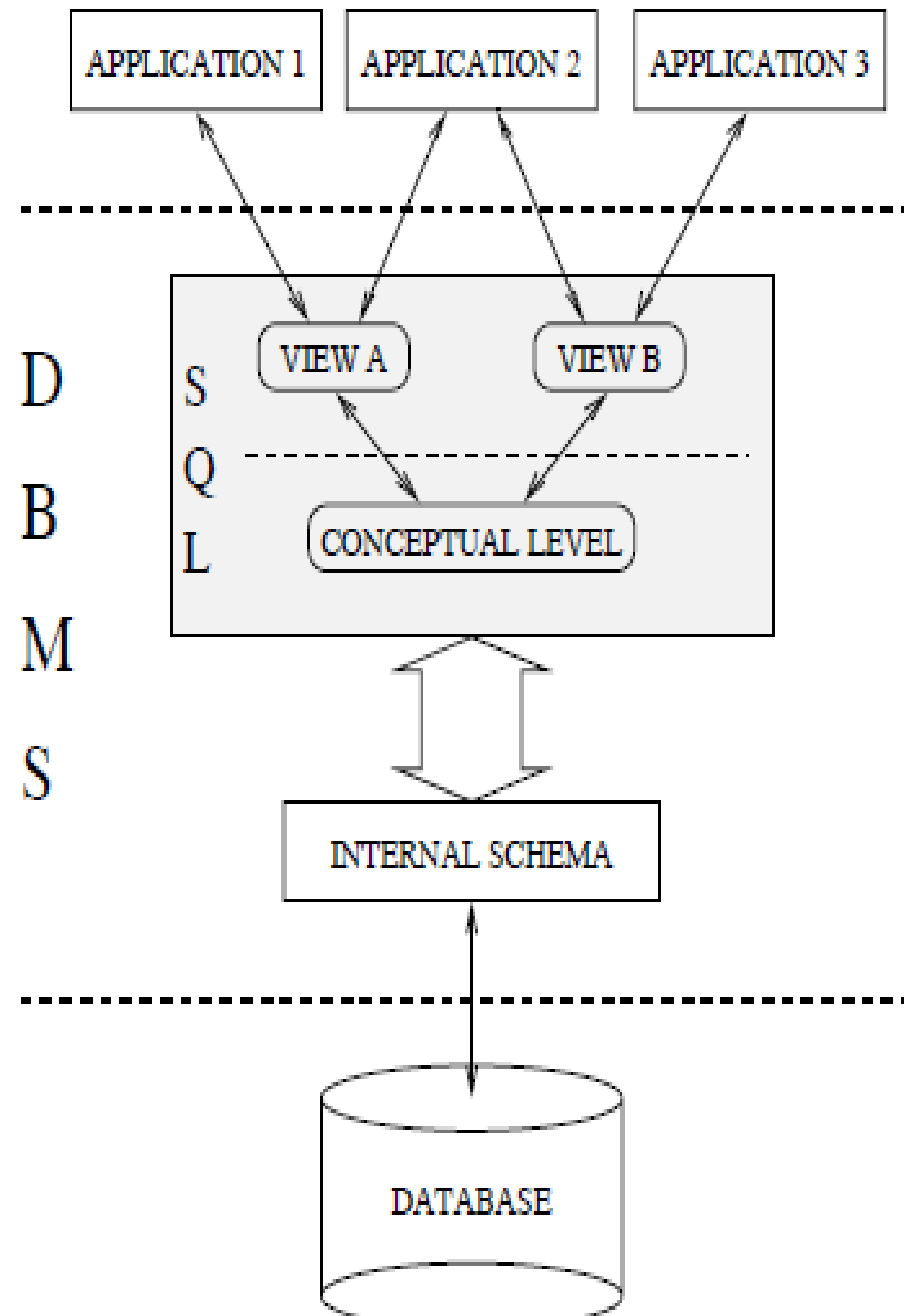 APPLICATION 1
APPLICATION 2
APPLICATION 3
D
B
M
S
S
Q
L
VIEW A
VIEW B
CONCEPTUAL LEVEL
INTERNAL SCHEMA
DATABASE